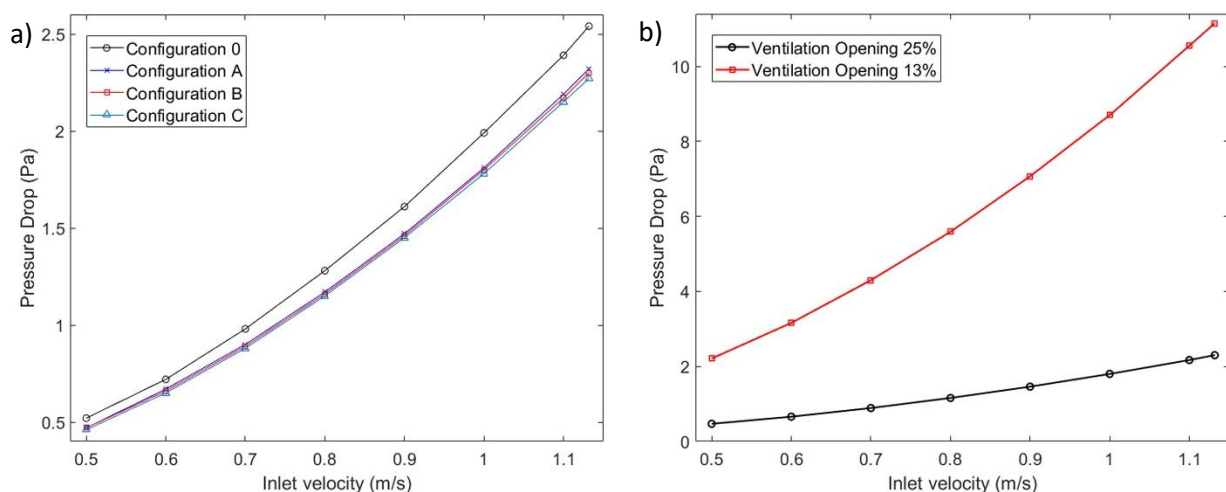 a)
Configuration 0
Configuration A
Configuration B
Configuration C
Pressure Drop (Pa)
2.5
2
1.5
1
0.5
0.5 0.6 0.7 0.8 0.9 1 1.1
Inlet velocity (m/s)
b)
Ventilation Opening 25%
Ventilation Opening 13%
Pressure Drop (Pa)
10
8
6
4
2
0
0.5 0.6 0.7 0.8 0.9 1 1.1
Inlet velocity (m/s)